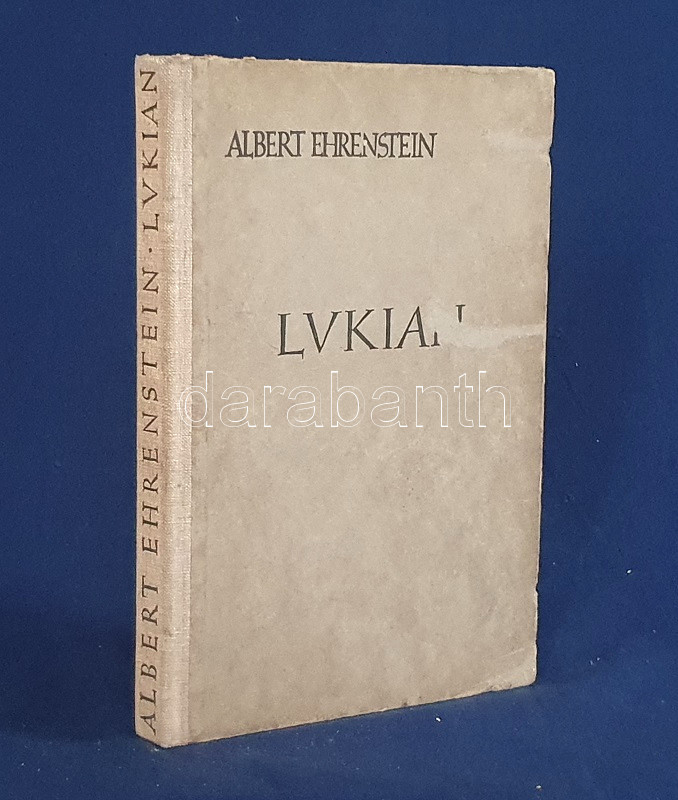 ALBERT EHRENSTEIN
LVKIAN
darabanth
ALBERT EHRENSTEIN · LVKIAN